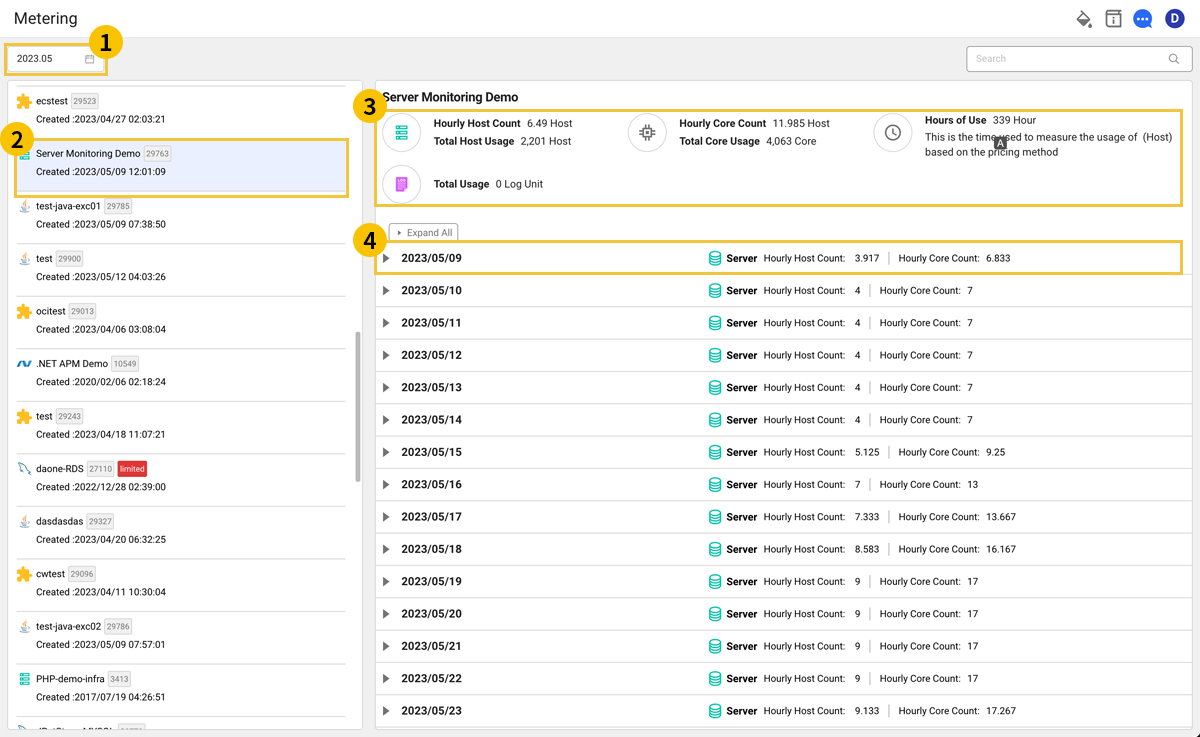 Metering
D
1
2023.05
Search
ecstest 29523
Created :2023/04/27 02:03:21
2
Server Monitoring Demo 29763
Created :2023/05/09 12:01:09
test-java-exc01 29785
Created :2023/05/09 07:38:50
test 29900
Created :2023/05/12 04:03:26
ocitest 29013
Created :2023/04/06 03:08:04
.NET APM Demo 10549
Created :2020/02/06 02:18:24
test 29243
Created :2023/04/18 11:07:21
daone-RDS 27110 limited
Created :2022/12/28 02:39:00
dasdasdas 29327
Created :2023/04/20 06:32:25
cwtest 29096
Created :2023/04/11 10:30:04
test-java-exc02 29786
Created :2023/05/09 07:57:01
PHP-demo-infra 3413
Created :2017/07/19 04:26:51
Server Monitoring Demo
3
Hourly Host Count 6.49 Host
Total Host Usage 2,201 Host
Hourly Core Count 11.985 Host
Total Core Usage 4,063 Core
Hours of Use 339 Hour
This is the time used to measure the usage of (Host)
based on the pricing method
A
Total Usage 0 Log Unit
Expand All
4
2023/05/09 Server Hourly Host Count: 3.917 Hourly Core Count: 6.833
2023/05/10 Server Hourly Host Count: 4 Hourly Core Count: 7
2023/05/11 Server Hourly Host Count: 4 Hourly Core Count: 7
2023/05/12 Server Hourly Host Count: 4 Hourly Core Count: 7
2023/05/13 Server Hourly Host Count: 4 Hourly Core Count: 7
2023/05/14 Server Hourly Host Count: 4 Hourly Core Count: 7
2023/05/15 Server Hourly Host Count: 5.125 Hourly Core Count: 9.25
2023/05/16 Server Hourly Host Count: 7 Hourly Core Count: 13
2023/05/17 Server Hourly Host Count: 7.333 Hourly Core Count: 13.667
2023/05/18 Server Hourly Host Count: 8.583 Hourly Core Count: 16.167
2023/05/19 Server Hourly Host Count: 9 Hourly Core Count: 17
2023/05/20 Server Hourly Host Count: 9 Hourly Core Count: 17
2023/05/21 Server Hourly Host Count: 9 Hourly Core Count: 17
2023/05/22 Server Hourly Host Count: 9 Hourly Core Count: 17
2023/05/23 Server Hourly Host Count: 9.133 Hourly Core Count: 17.267